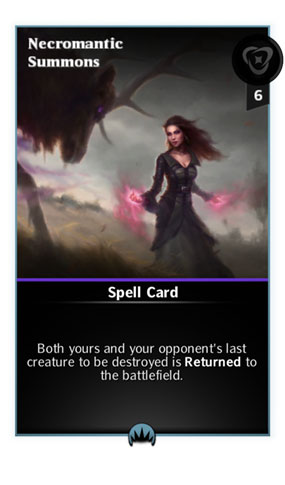 Necromantic
Summons
6
Spell Card
Both yours and your opponent's last
creature to be destroyed is Returned to
the battlefield.